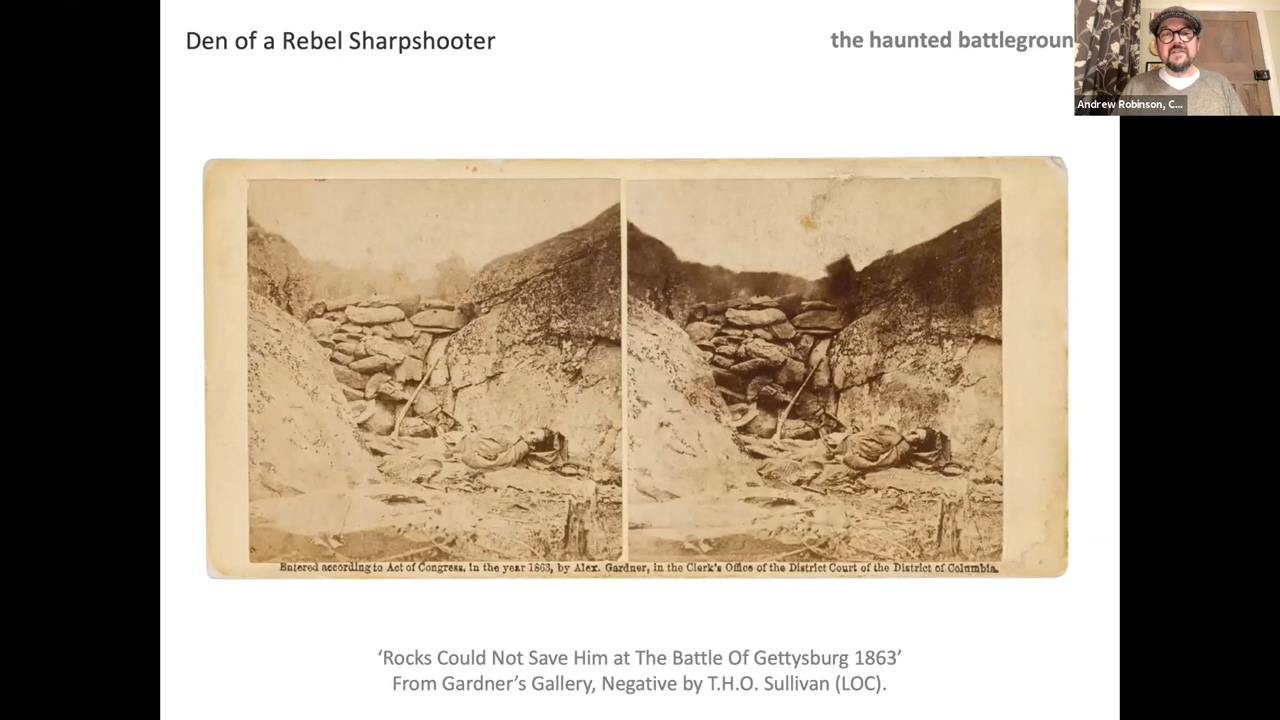 Den of a Rebel Sharpshooter
the haunted battlegroun
Andrew Robinson, C...
Entered according to Act of Congress, in the year 1863, by Alex. Gardner, in the Clerk's Office of the District Court of the District of Columbia.
‘Rocks Could Not Save Him at The Battle Of Gettysburg 1863’
From Gardner’s Gallery, Negative by T.H.O. Sullivan (LOC).